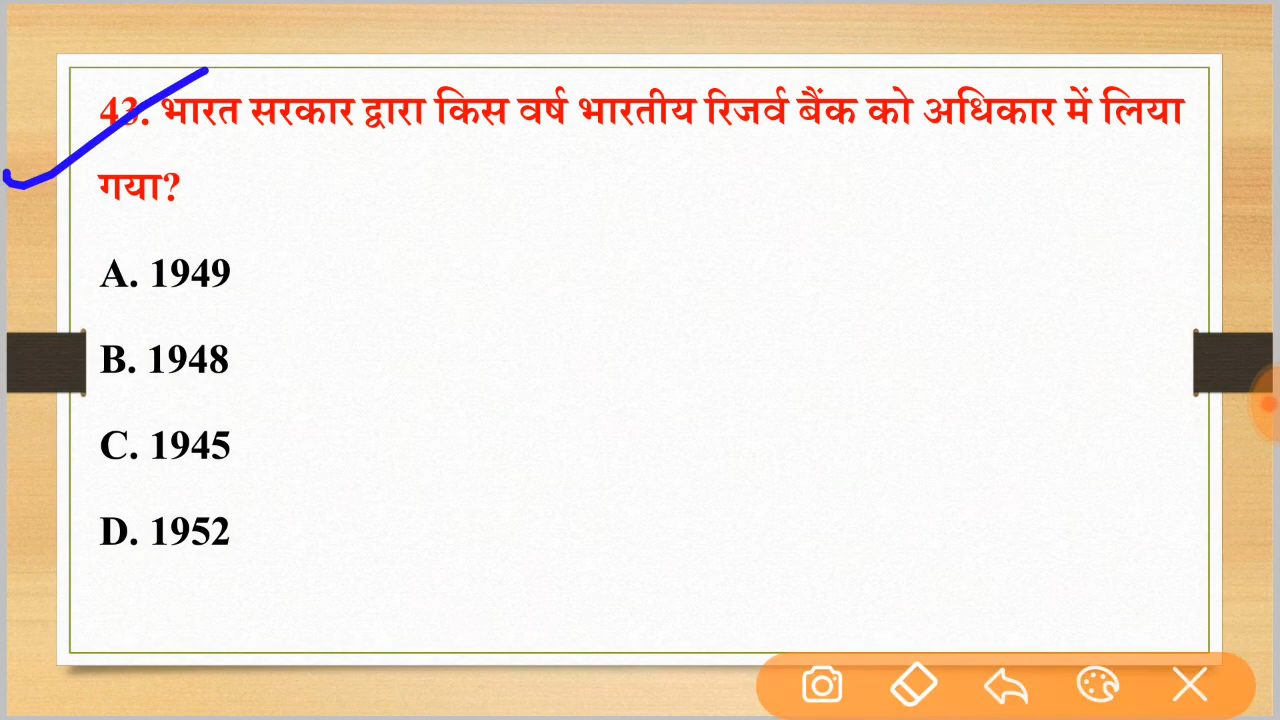 43. भारत सरकार द्वारा किस वर्ष भारतीय रिजर्व बैंक को अधिकार में लिया
गया?
A. 1949
B. 1948
C. 1945
D. 1952